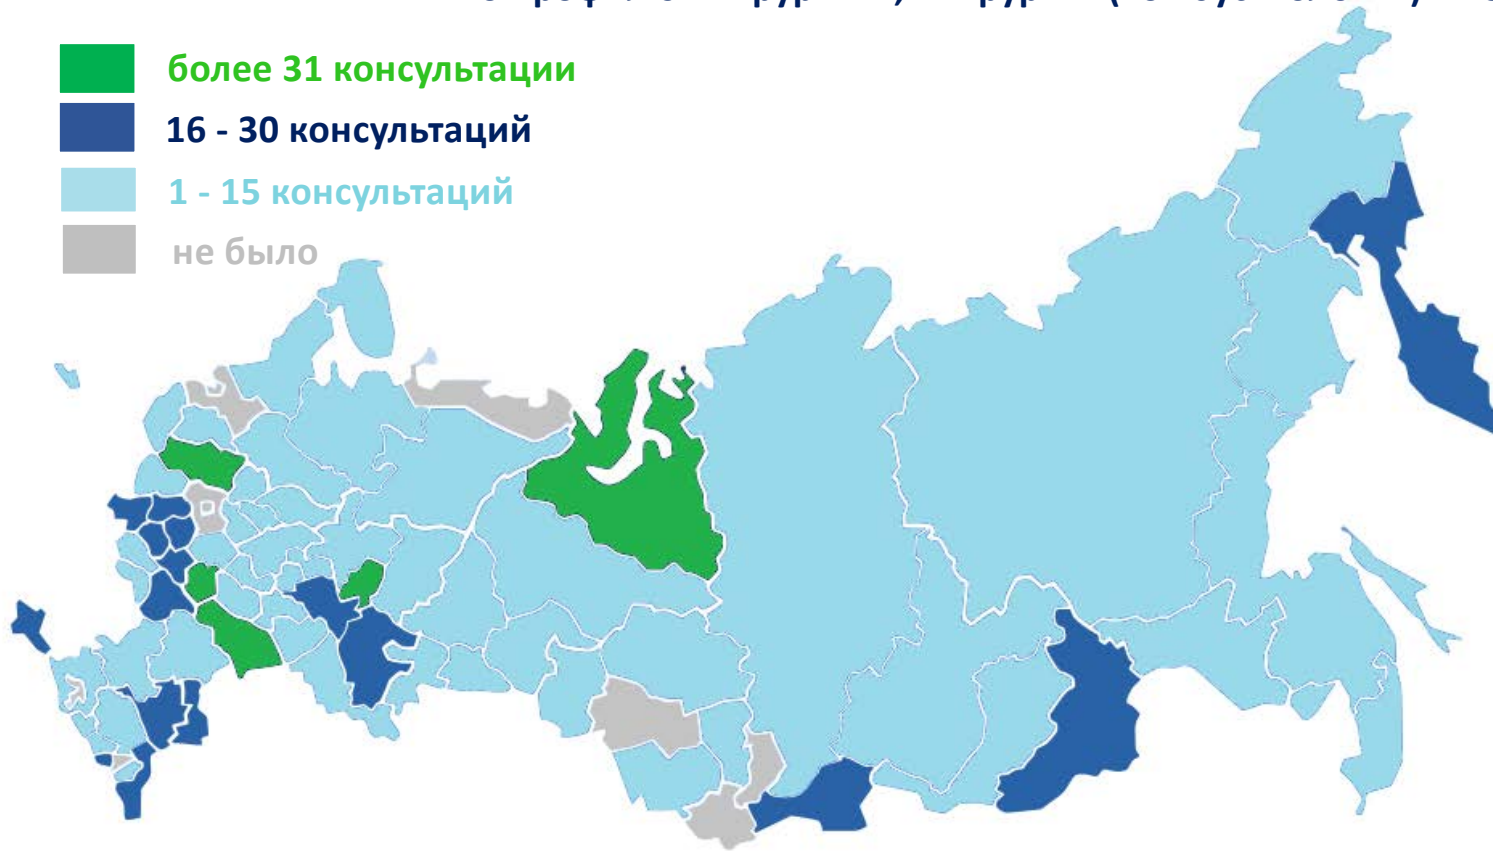 более 31 консультации
16 - 30 консультаций
1 - 15 консультаций
не было